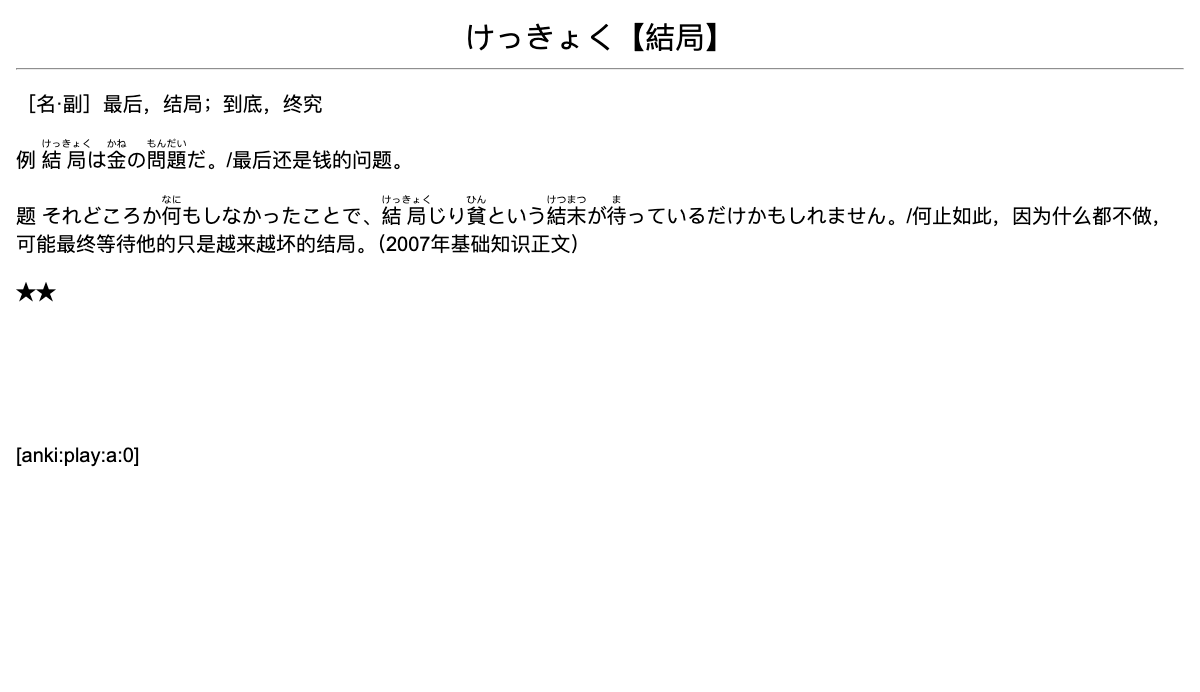 けっきょく【結局】
［名·副］最后，结局；到底，终究
けっきょく かね もんだい
例 結局は金の問題だ。/最后还是钱的问题。
なに けっきょく ひん けつまつ ま
题 それどころか何もしなかったことで、結局じり貧という結末が待っているだけかもしれません。/何止如此，因为什么都不做，
可能最终等待他的只是越来越坏的结局。（2007年基础知识正文）
★★
[anki:play:a:0]